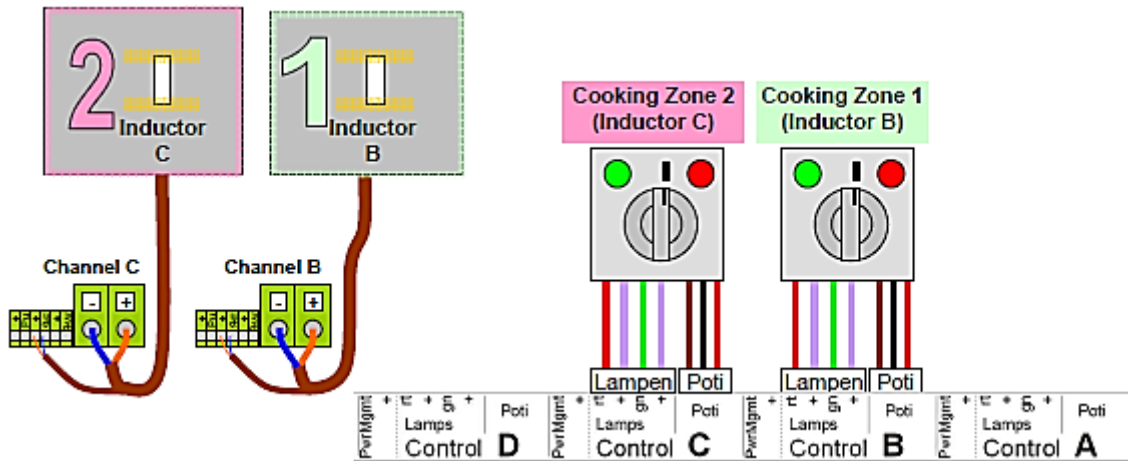 2
Inductor
C
1
Inductor
B
Cooking Zone 2
(Inductor C)
Cooking Zone 1
(Inductor B)
Channel C
- +
Channel B
- +
Lampen Poti
Lampen Poti
PwrMgmt + rt + gn + Poti
Lamps
Control D
PwrMgmt + rt + gn + Poti
Lamps
Control C
PwrMgmt + rt + gn + Poti
Lamps
Control B
PwrMgmt + rt + gn + Poti
Lamps
Control A